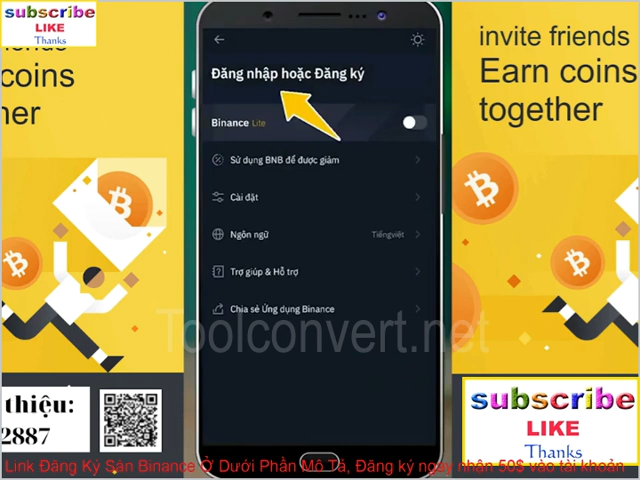 subscribe
LIKE
Thanks
coins
her
Đăng nhập hoặc Đăng ký
Binance Lite
Sử dụng BNB để được giảm
Cài đặt
Ngôn ngữ
Tiếngviệt
Trợ giúp & Hỗ trợ
Chia sẻ Ứng dụng Binance
invite friends
Earn coins
together
Toolconvert.net
thiệu:
2887
subscribe
LIKE
Thanks
Link Đăng Ký Sàn Binance Ở Dưới Phần Mô Tả, Đăng ký ngay nhận 50$ vào tài khoản